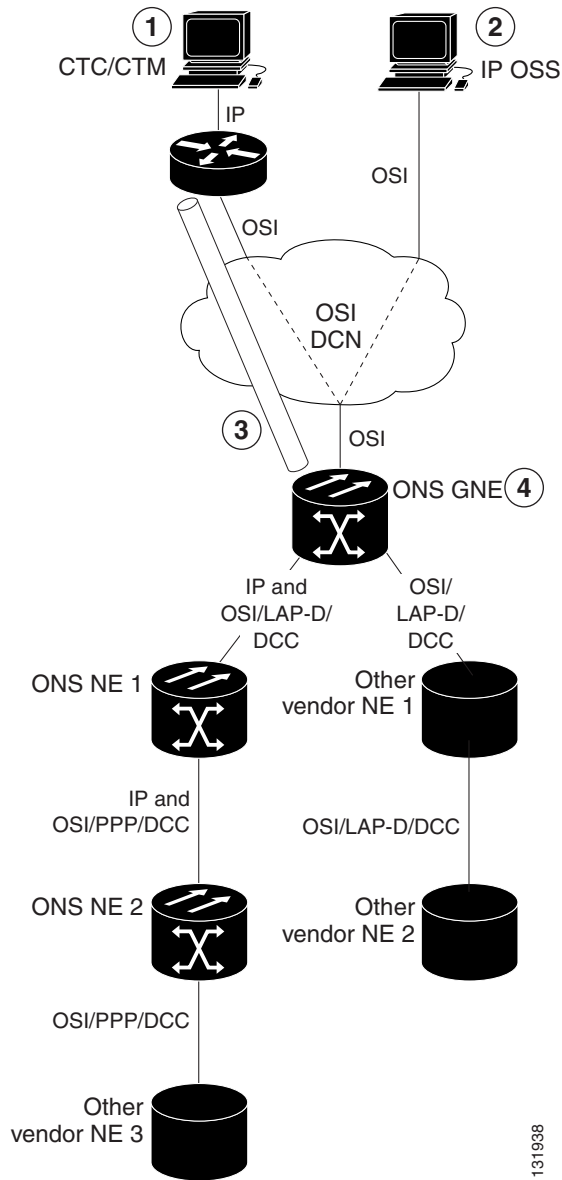 1
CTC/CTM
2
IP OSS
IP
OSI
OSI
OSI
DCN
3
OSI
ONS GNE
4
IP and
OSI/LAP-D/
DCC
OSI/
LAP-D/
DCC
ONS NE 1
Other
vendor NE 1
IP and
OSI/PPP/DCC
OSI/LAP-D/DCC
ONS NE 2
Other
vendor NE 2
OSI/PPP/DCC
Other
vendor NE 3
131938